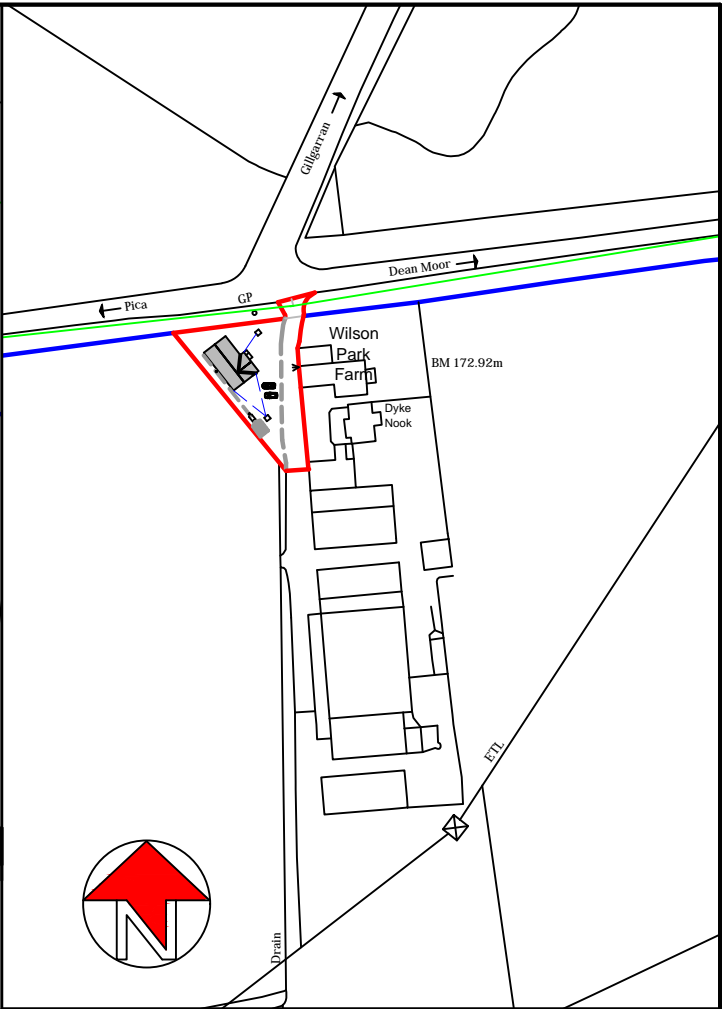 Gillgarran
Dean Moor
Pica
GP
Wilson
Park
Farm
BM 172.92m
Dyke
Nook
ETL
Drain
N